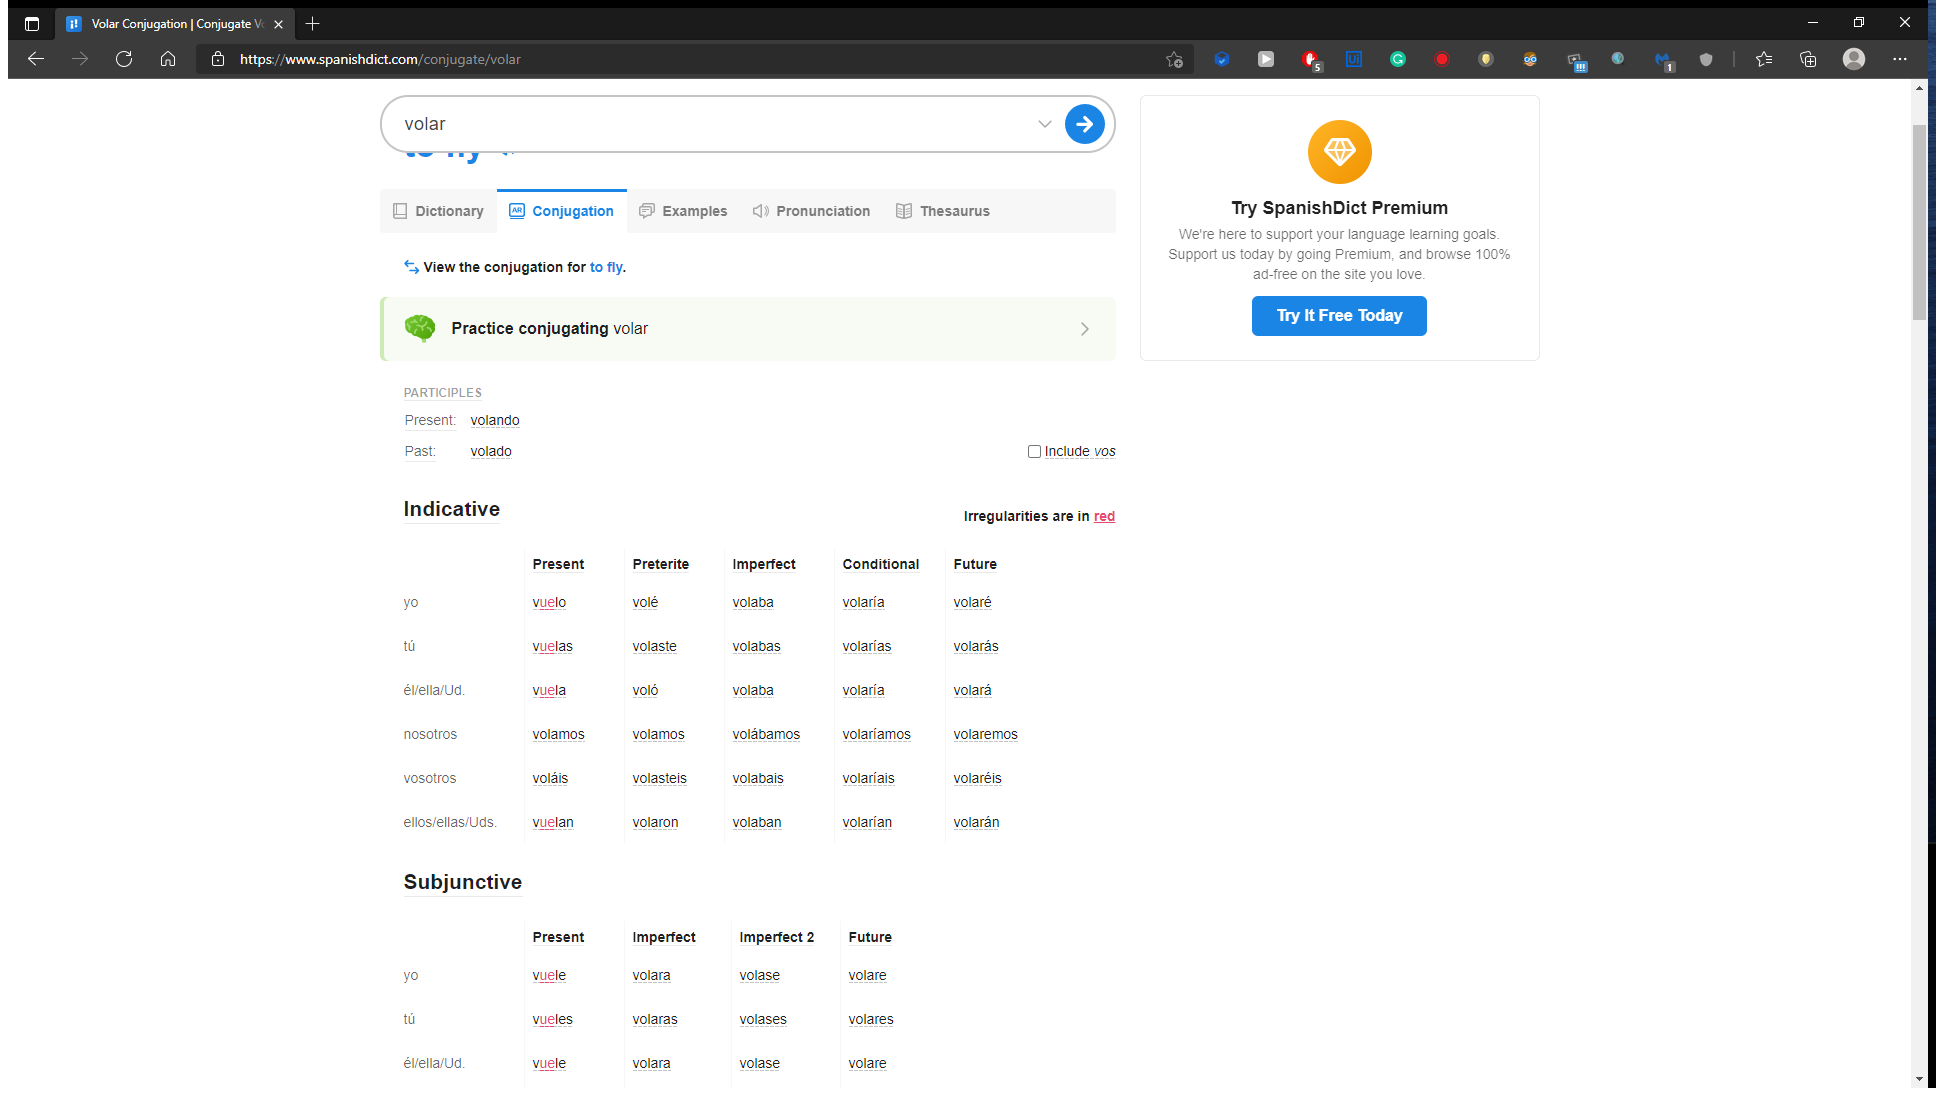 Volar Conjugation | Conjugate V
https://www.spanishdict.com/conjugate/volar
5
1
volar
to fly
Dictionary Conjugation Examples Pronunciation Thesaurus
View the conjugation for to fly.
Practice conjugating volar
PARTICIPLES
Present: volando
Past: volado
Include vos
Indicative
Irregularities are in red
Present Preterite Imperfect Conditional Future
yo vuelo volé volaba volaría volaré
tú vuelas volaste volabas volarías volarás
él/ella/Ud. vuela voló volaba volaría volará
nosotros volamos volamos volábamos volaríamos volaremos
vosotros voláis volasteis volabais volaríais volaréis
ellos/ellas/Uds. vuelan volaron volaban volarían volarán
Subjunctive
Present Imperfect Imperfect 2 Future
yo vuele volara volase volare
tú vueles volaras volases volares
él/ella/Ud. vuele volara volase volare
Try SpanishDict Premium
We're here to support your language learning goals.
Support us today by going Premium, and browse 100%
ad-free on the site you love.
Try It Free Today